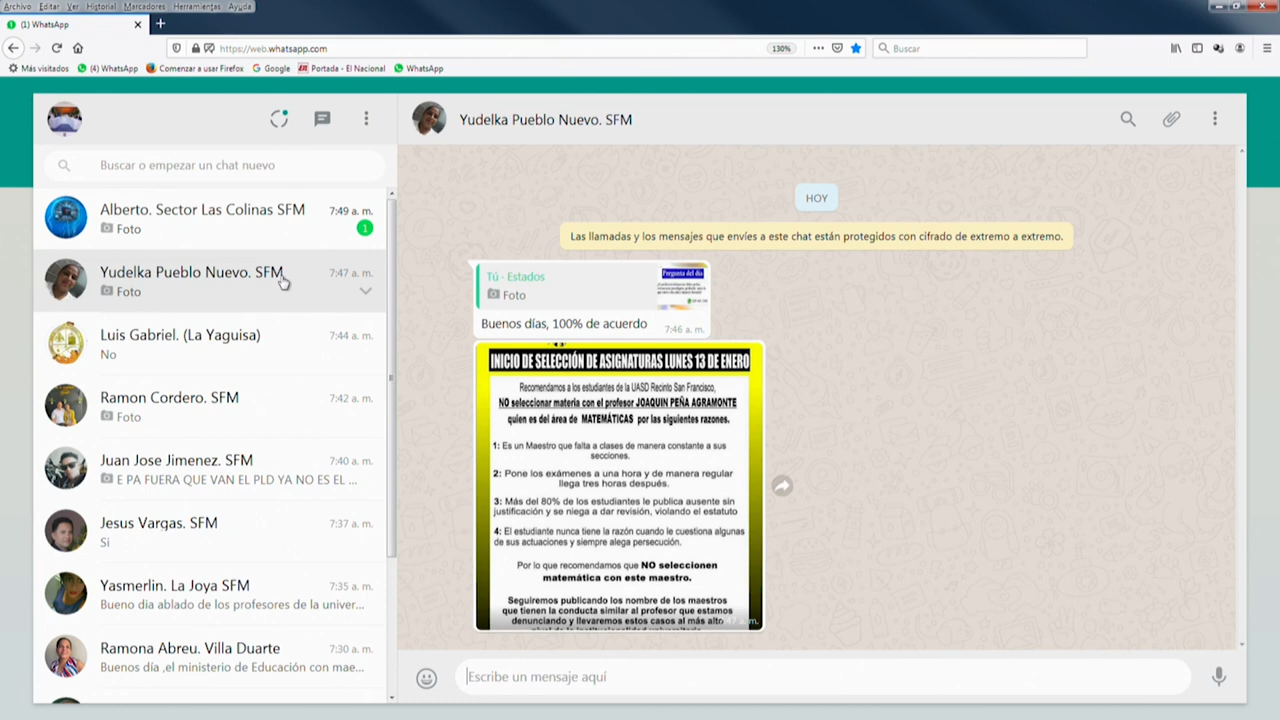 Archivo Editar Ver Historial Marcadores Herramientas Ayuda
(1) WhatsApp
https://web.whatsapp.com
130%
Buscar
Más visitados
(4) WhatsApp
Comenzar a usar Firefox
Google
Portada - El Nacional
WhatsApp
Buscar o empezar un chat nuevo
Alberto. Sector Las Colinas SFM
7:49 a. m.
Foto
1
Yudelka Pueblo Nuevo. SFM
7:47 a. m.
Foto
Luis Gabriel. (La Yaguisa)
7:44 a. m.
No
Ramon Cordero. SFM
7:42 a. m.
Foto
Juan Jose Jimenez. SFM
7:40 a. m.
E PA FUERA QUE VAN EL PLD YA NO ES EL ...
Jesus Vargas. SFM
7:37 a. m.
Si
Yasmerlin. La Joya SFM
7:35 a. m.
Bueno dia ablado de los profesores de la univer...
Ramona Abreu. Villa Duarte
7:30 a. m.
Buenos día ,el ministerio de Educación con mae...
Yudelka Pueblo Nuevo. SFM
HOY
Las llamadas y los mensajes que envíes a este chat están protegidos con cifrado de extremo a extremo.
Tú - Estados
Foto
Pregunta del día
Buenos días, 100% de acuerdo
7:46 a. m.
INICIO DE SELECCIÓN DE ASIGNATURAS LUNES 13 DE ENERO
Recomendamos a los estudiantes de la UASD Recinto San Francisco,
NO seleccionar materia con el profesor JOAQUIN PEÑA AGRAMONTE
quien es del área de MATEMÁTICAS por las siguientes razones.
1: Es un Maestro que falta a clases de manera constante a sus
secciones.
2: Pone los exámenes a una hora y de manera regular
llega tres horas después.
3: Más del 80% de los estudiantes le publica ausente sin
justificación y se niega a dar revisión, violando el estatuto
4: El estudiante nunca tiene la razón cuando le cuestiona algunas
de sus actuaciones y siempre alega persecución.
Por lo que recomendamos que NO seleccionen
matemática con este maestro.
Seguiremos publicando los nombre de los maestros
que tienen la conducta similar al profesor que estamos
denunciando y llevaremos estos casos al más alto
nivel de la institucionalidad universitaria
7:47 a. m.
Escribe un mensaje aquí